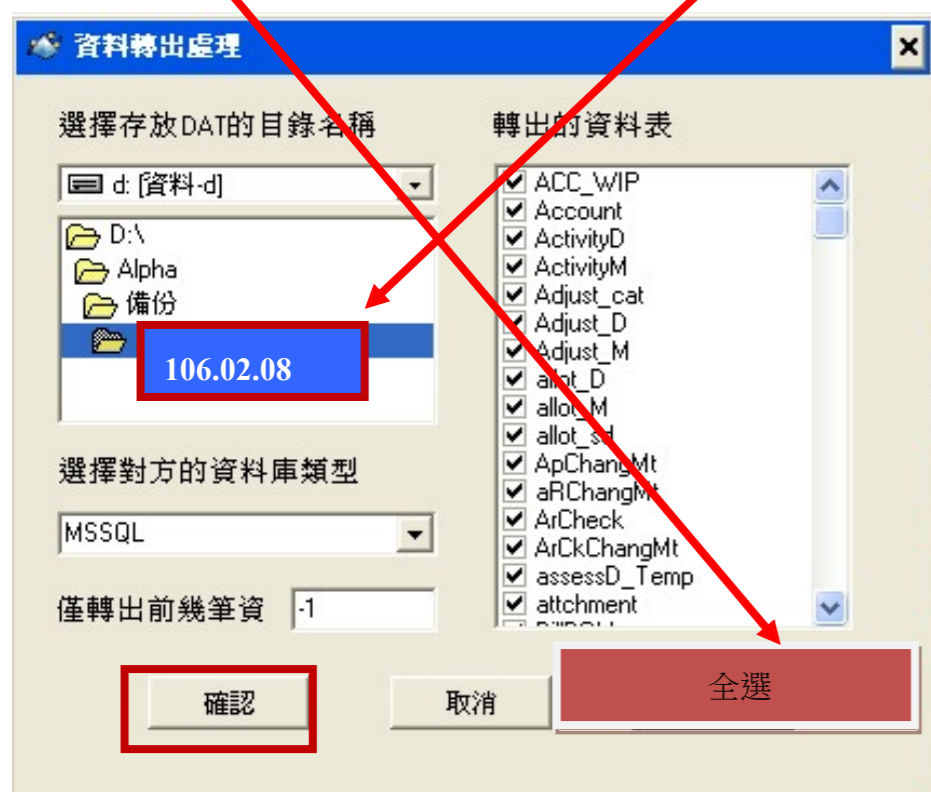 資料轉出處理
選擇存放DAT的目錄名稱
d: [資料-d]
D:\
Alpha
備份
106.02.08
選擇對方的資料庫類型
MSSQL
僅轉出前幾筆資
-1
轉出的資料表
ACC_WIP
Account
ActivityD
ActivityM
Adjust_cat
Adjust_D
Adjust_M
allot_D
allot_M
allot_sd
ApChangMt
aRChangMt
ArCheck
ArCkChangMt
assessD_Temp
attchment
確認
取消
全選